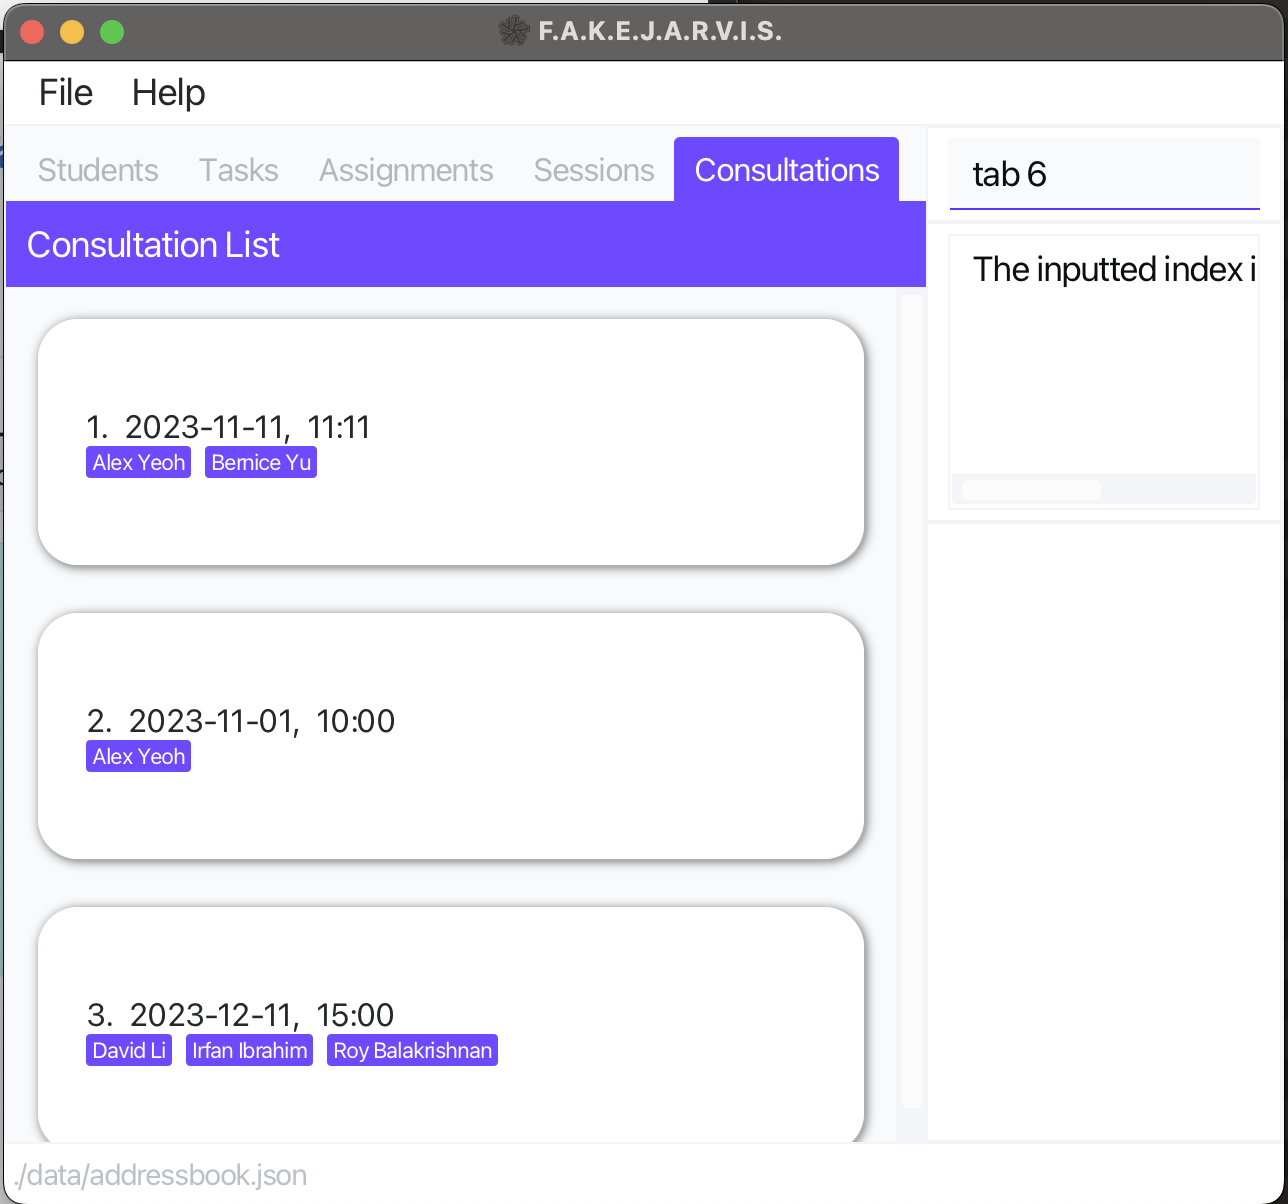 F.A.K.E.J.A.R.V.I.S.
File Help
Students Tasks Assignments Sessions Consultations
Consultation List
1. 2023-11-11, 11:11
Alex Yeoh Bernice Yu
2. 2023-11-01, 10:00
Alex Yeoh
3. 2023-12-11, 15:00
David Li Irfan Ibrahim Roy Balakrishnan
tab 6
The inputted index i
./data/addressbook.json